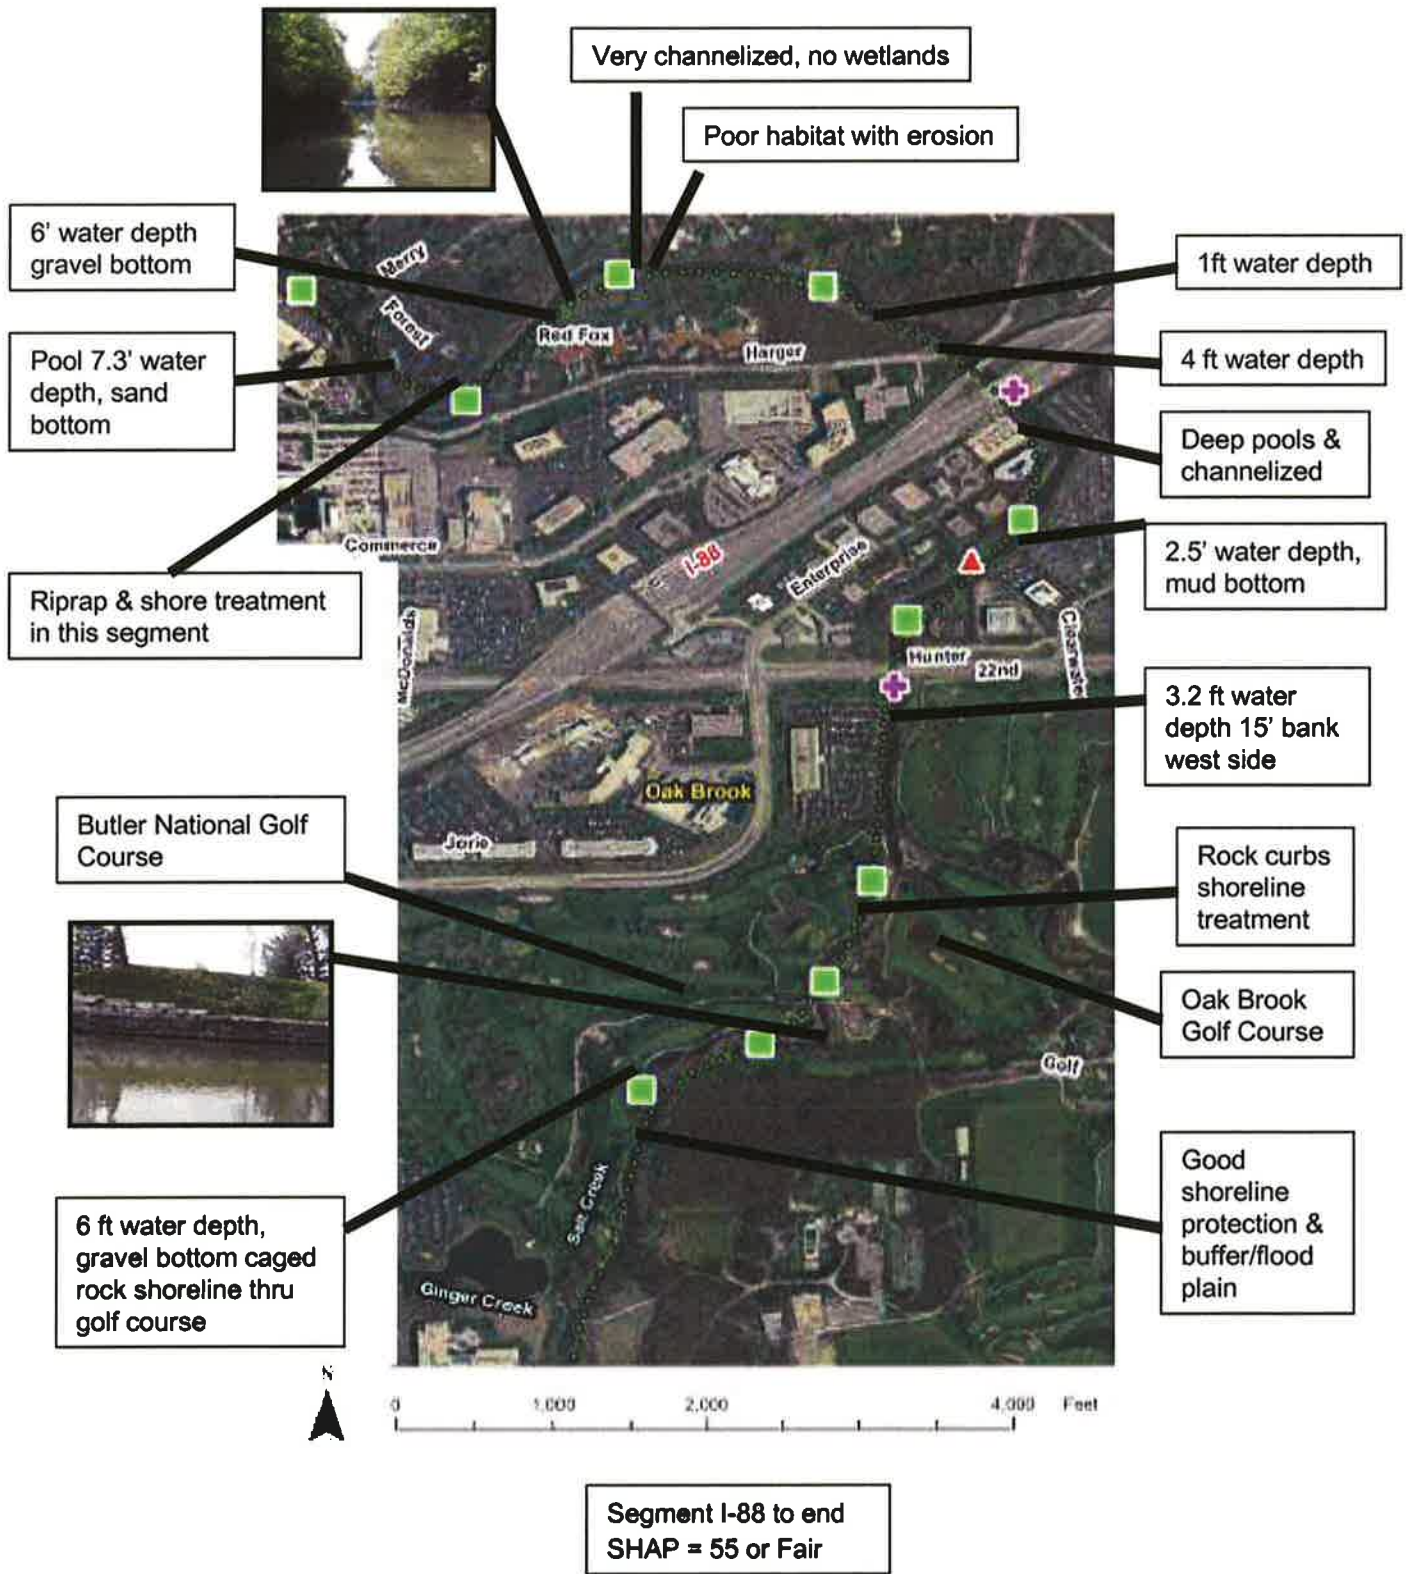 Very channelized, no wetlands
Poor habitat with erosion
6' water depth
gravel bottom
1ft water depth
Pool 7.3' water
depth, sand
bottom
4 ft water depth
Deep pools &
channelized
2.5' water depth,
mud bottom
Riprap & shore treatment
in this segment
3.2 ft water
depth 15' bank
west side
Butler National Golf
Course
Rock curbs
shoreline
treatment
Oak Brook
Golf Course
6 ft water depth,
gravel bottom caged
rock shoreline thru
golf course
Good
shoreline
protection &
buffer/flood
plain
Merry
Forest
Red Fox
Harger
Commerce
I-88
Enterprise
McDonalds
Hunter
22nd
Clearwater
Oak Brook
Jorie
Golf
Salt Creek
Ginger Creek
N
0 1,000 2,000 4,000 Feet
Segment I-88 to end
SHAP = 55 or Fair